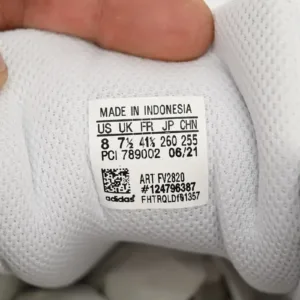 MADE IN INDONESIA
US UK FR JP CHN
8 7½ 41⅓ 260 255
PCI 789002 06/21
ART FV2820
#124796387
adidas